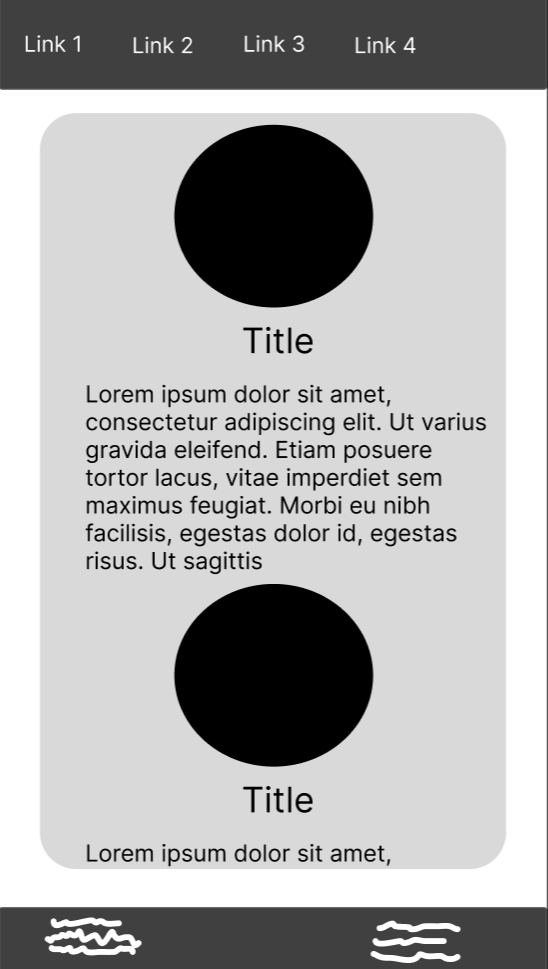 Link 1 Link 2 Link 3 Link 4
Title
Lorem ipsum dolor sit amet,
consectetur adipiscing elit. Ut varius
gravida eleifend. Etiam posuere
tortor lacus, vitae imperdiet sem
maximus feugiat. Morbi eu nibh
facilisis, egestas dolor id, egestas
risus. Ut sagittis
Title
Lorem ipsum dolor sit amet,